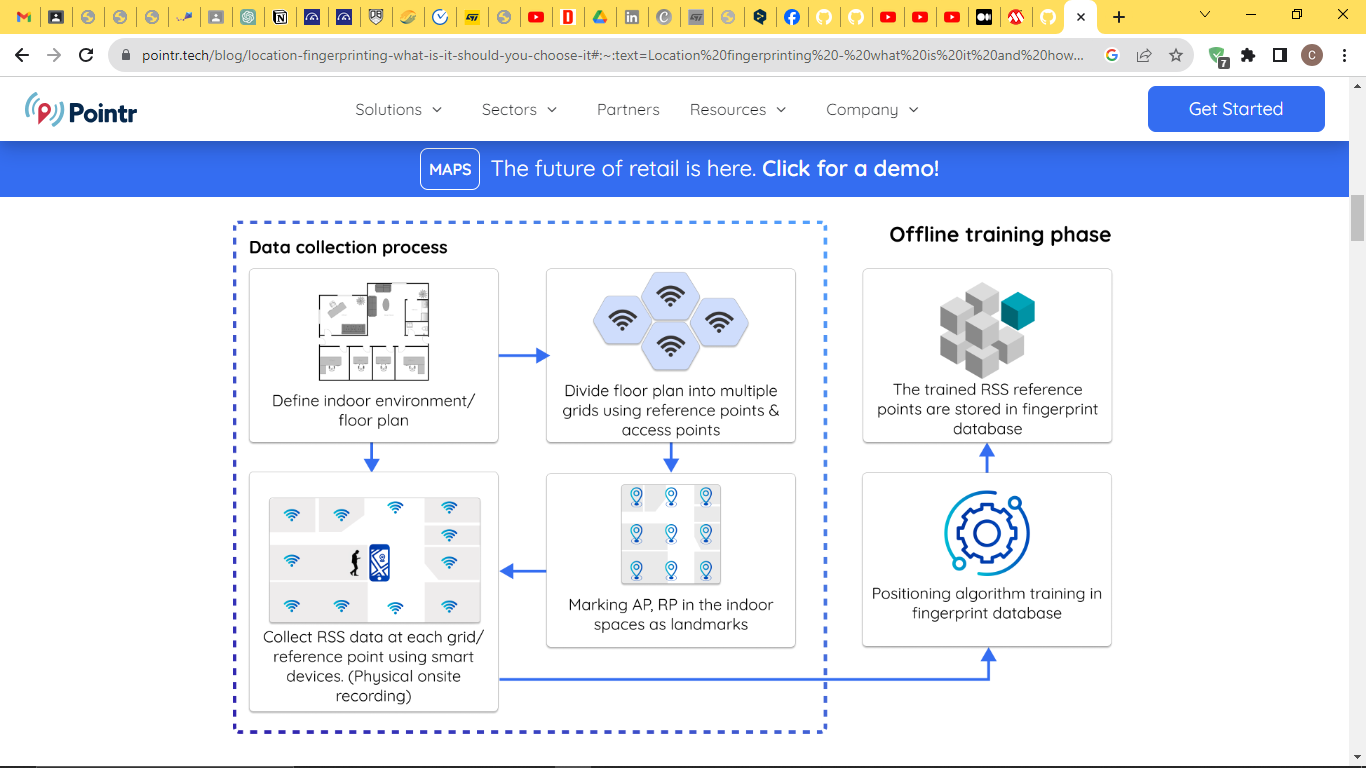 pointr.tech/blog/location-fingerprinting-what-is-it-should-you-choose-it#:~:text=Location%20fingerprinting%20-%20what%20is%20it%20and%20how...
7
C
Pointr
Solutions
Sectors
Partners
Resources
Company
Get Started
MAPS
The future of retail is here. Click for a demo!
Data collection process
Define indoor environment/
floor plan
Divide floor plan into multiple
grids using reference points &
access points
Marking AP, RP in the indoor
spaces as landmarks
Collect RSS data at each grid/
reference point using smart
devices. (Physical onsite
recording)
Offline training phase
The trained RSS reference
points are stored in fingerprint
database
Positioning algorithm training in
fingerprint database